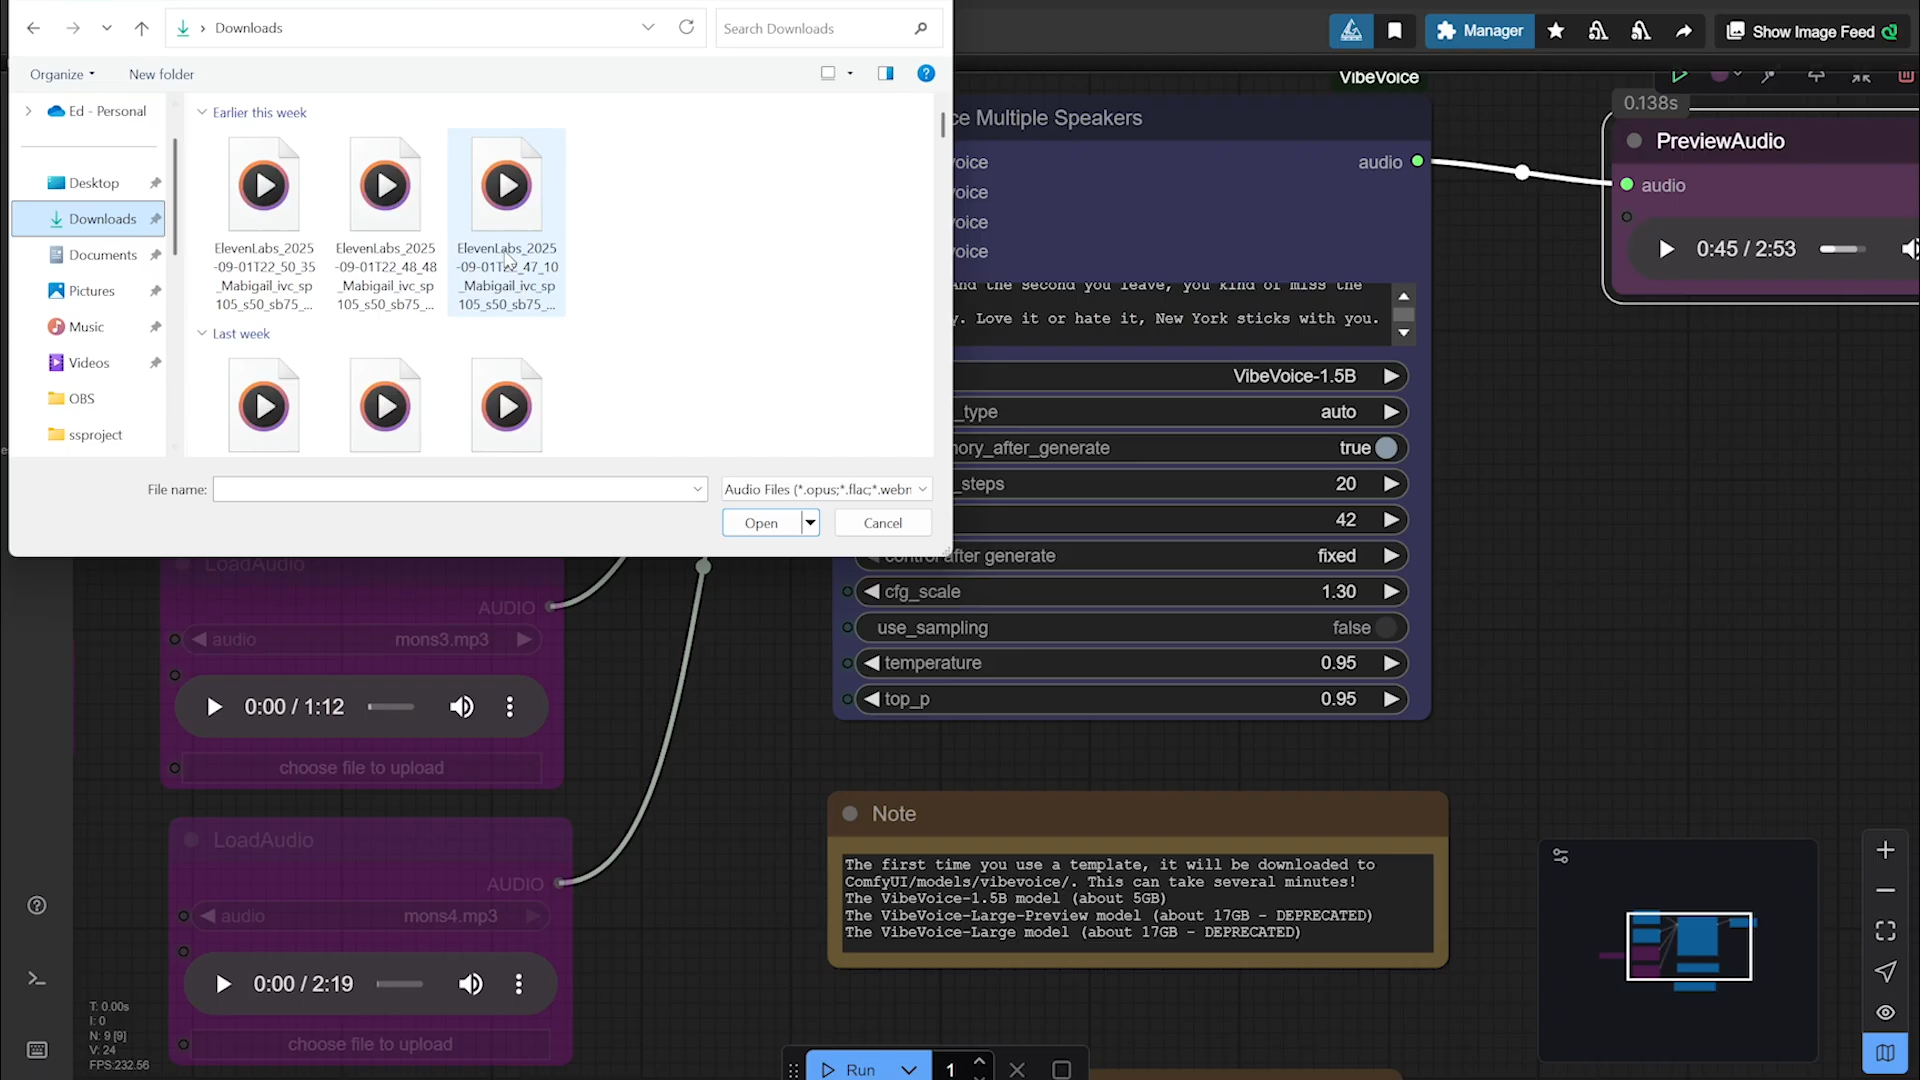 Downloads
Search Downloads
Organize
New folder
Ed - Personal
Desktop
Downloads
Documents
Pictures
Music
Videos
OBS
ssproject
Earlier this week
ElevenLabs_2025
-09-01T22_50_35
_Mabigail_ivc_sp
105_s50_sb75_...
ElevenLabs_2025
-09-01T22_48_48
_Mabigail_ivc_sp
105_s50_sb75_...
ElevenLabs_2025
-09-01T22_47_10
_Mabigail_ivc_sp
105_s50_sb75_...
Last week
File name:
Audio Files (*.opus;*.flac;*.webm
Open
Cancel
Manager
Show Image Feed
VibeVoice
ce Multiple Speakers
voice
voice
voice
voice
audio
And the second you leave, you kind of miss the
y. Love it or hate it, New York sticks with you.
VibeVoice-1.5B
_type
auto
mory_after_generate
true
_steps
20
42
control after generate
fixed
cfg_scale
1.30
use_sampling
false
temperature
0.95
top_p
0.95
0.138s
PreviewAudio
audio
0:45 / 2:53
LoadAudio
AUDIO
audio
mons3.mp3
0:00 / 1:12
choose file to upload
LoadAudio
AUDIO
audio
mons4.mp3
0:00 / 2:19
choose file to upload
Note
The first time you use a template, it will be downloaded to
ComfyUI/models/vibevoice/. This can take several minutes!
The VibeVoice-1.5B model (about 5GB)
The VibeVoice-Large-Preview model (about 17GB - DEPRECATED)
The VibeVoice-Large model (about 17GB - DEPRECATED)
T: 0.00s
I: 0
N: 9 [9]
V: 24
FPS:232.56
Run
1